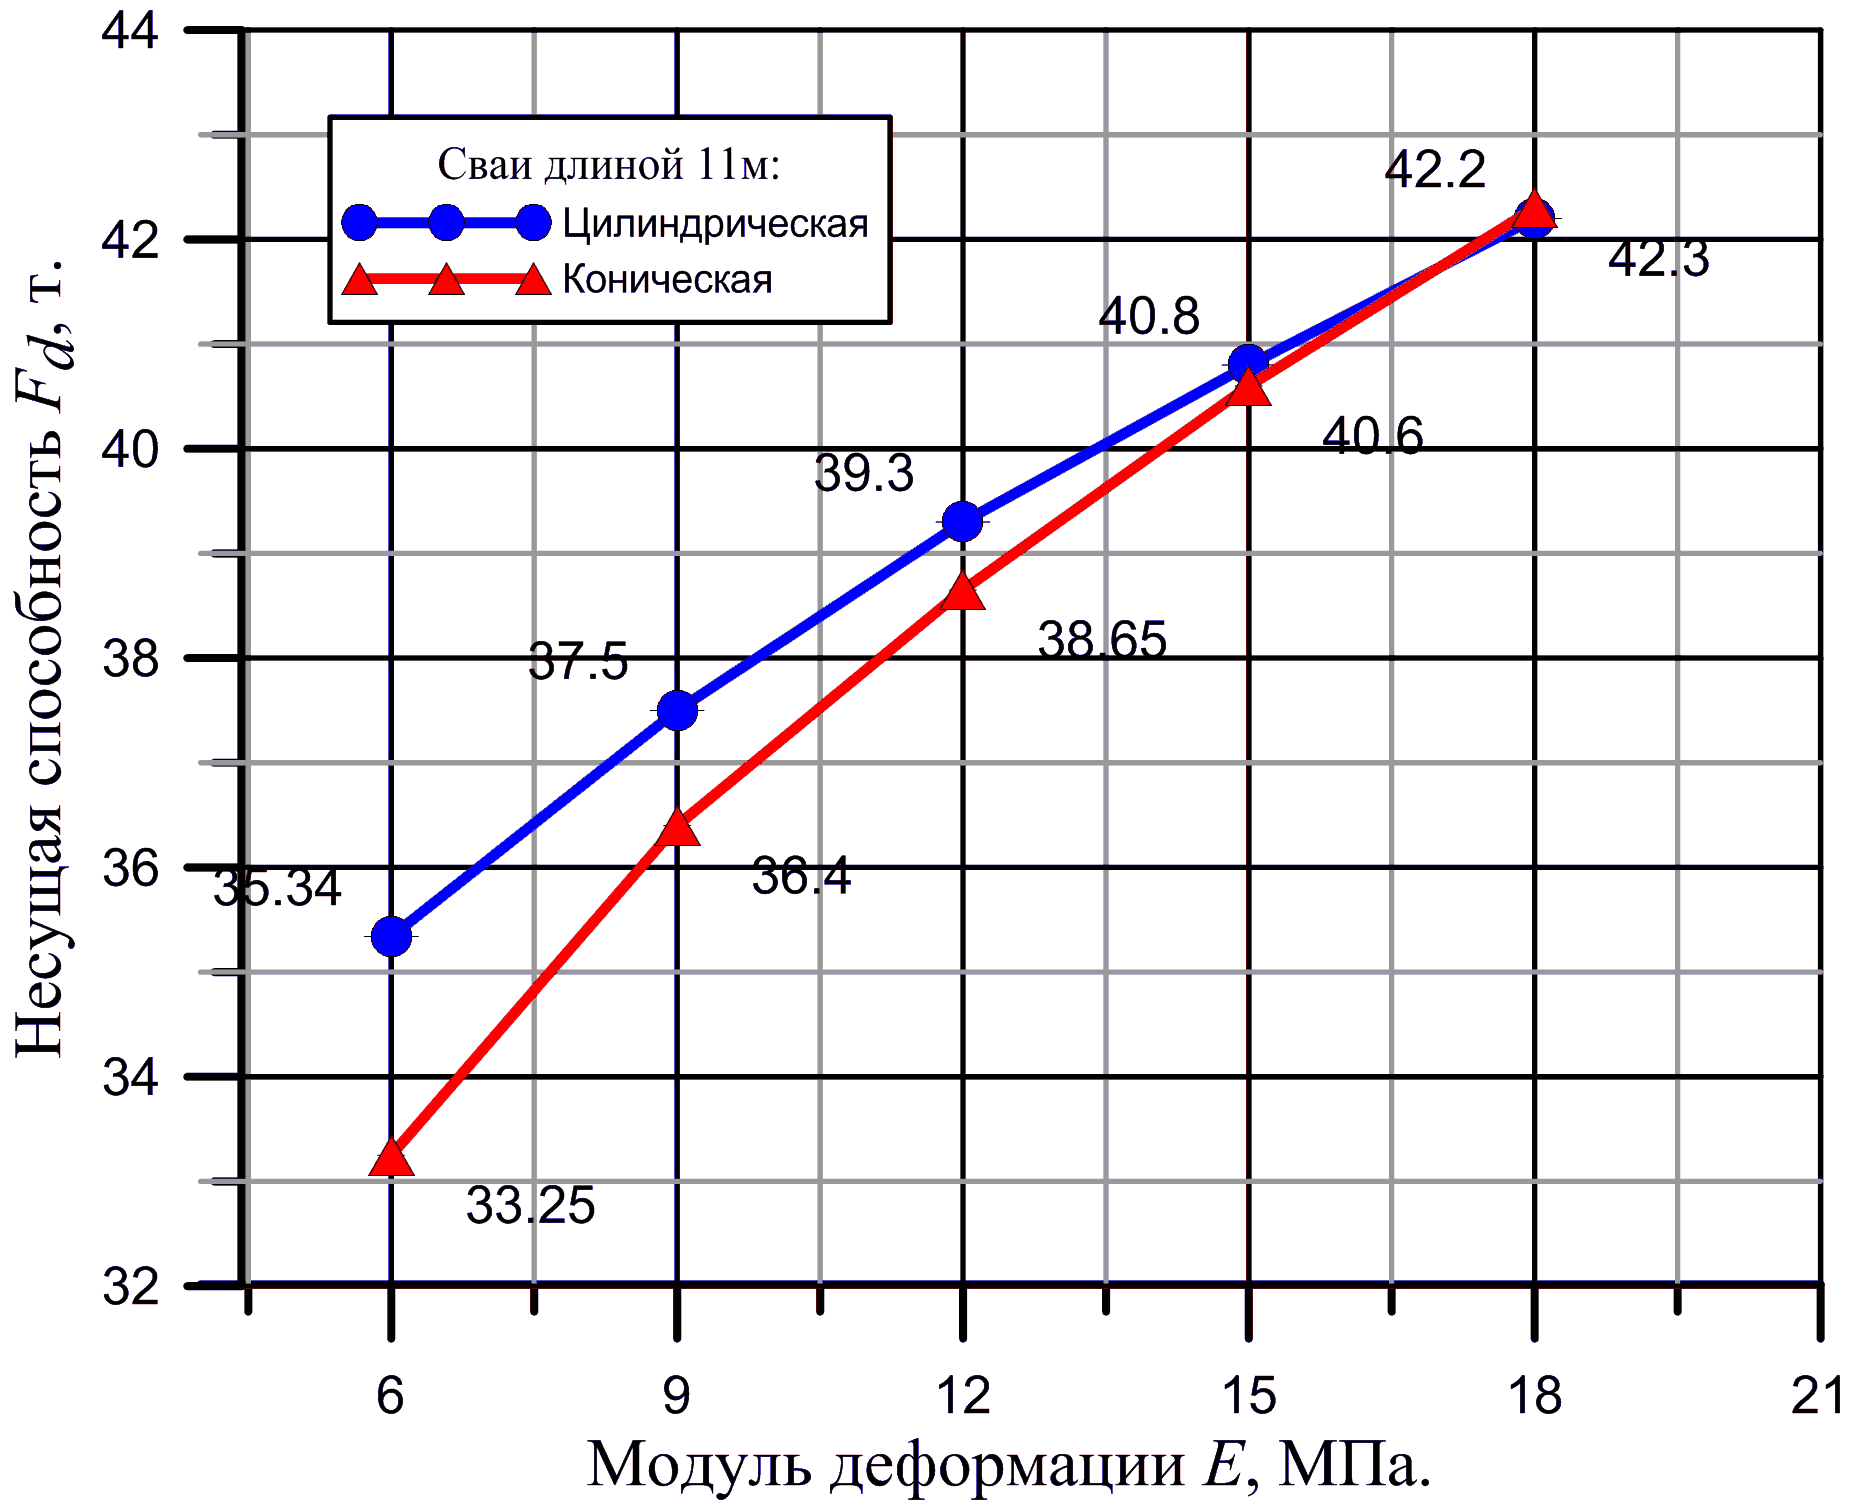 44
42
40
38
36
34
32
Несущая способность Fd, т.
Сваи длиной 11м:
Цилиндрическая
Коническая
42.2
42.3
40.8
40.6
39.3
38.65
37.5
36.4
35.34
33.25
6 9 12 15 18 21
Модуль деформации E, МПа.